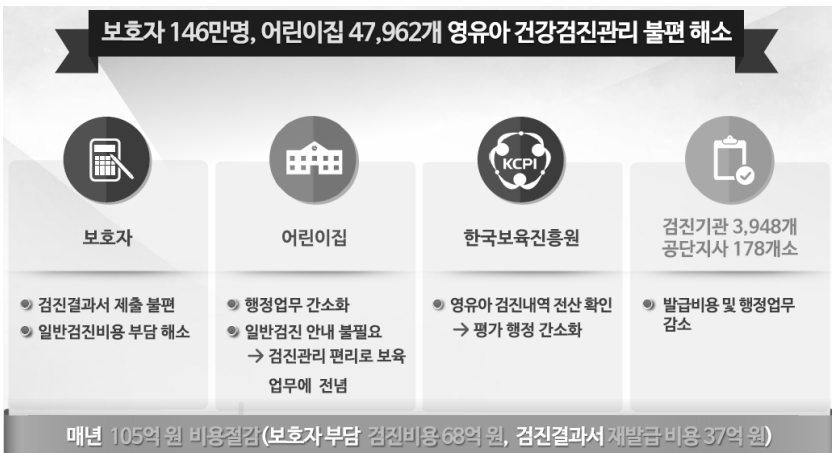 보호자 146만명, 어린이집 47,962개 영유아 건강검진관리 불편 해소
보호자
검진결과서 제출 불편
일반검진비용 부담 해소
어린이집
행정업무 간소화
일반검진 안내 불필요
→ 검진관리 편리로 보육
업무에 전념
KCPI
한국보육진흥원
영유아 검진내역 전산 확인
→ 평가 행정 간소화
검진기관 3,948개
공단지사 178개소
발급비용 및 행정업무
감소
매년 105억 원 비용절감(보호자 부담 검진비용 68억 원, 검진결과서 재발급 비용 37억 원)